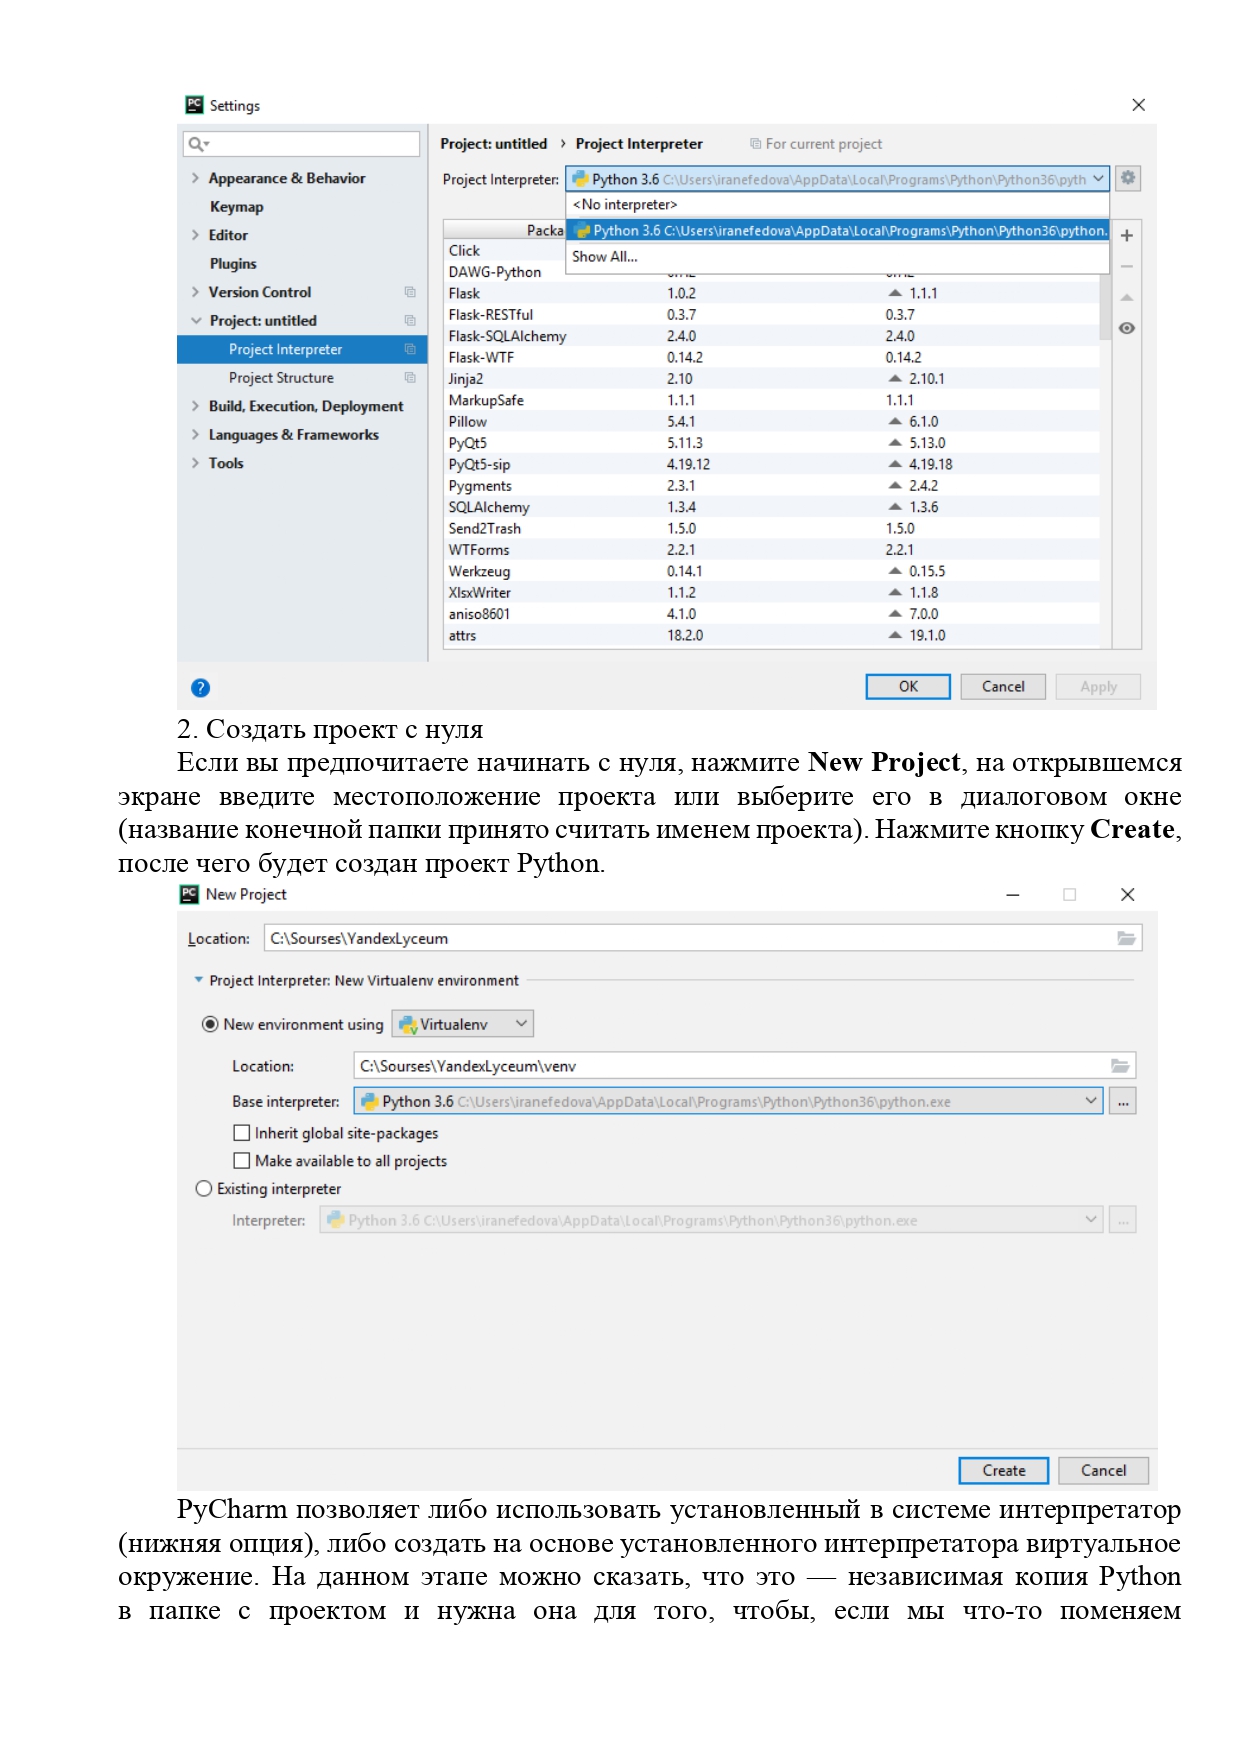 Settings
Project: untitled › Project Interpreter For current project
Appearance & Behavior
Keymap
Editor
Plugins
Version Control
Project: untitled
Project Interpreter
Project Structure
Build, Execution, Deployment
Languages & Frameworks
Tools
Project Interpreter: Python 3.6 C:\Users\iranefedova\AppData\Local\Programs\Python\Python36\pyth
<No interpreter>
Python 3.6 C:\Users\iranefedova\AppData\Local\Programs\Python\Python36\python.
Show All...
Packa
Click
DAWG-Python
Flask 1.0.2 1.1.1
Flask-RESTful 0.3.7 0.3.7
Flask-SQLAlchemy 2.4.0 2.4.0
Flask-WTF 0.14.2 0.14.2
Jinja2 2.10 2.10.1
MarkupSafe 1.1.1 1.1.1
Pillow 5.4.1 6.1.0
PyQt5 5.11.3 5.13.0
PyQt5-sip 4.19.12 4.19.18
Pygments 2.3.1 2.4.2
SQLAlchemy 1.3.4 1.3.6
Send2Trash 1.5.0 1.5.0
WTForms 2.2.1 2.2.1
Werkzeug 0.14.1 0.15.5
XlsxWriter 1.1.2 1.1.8
aniso8601 4.1.0 7.0.0
attrs 18.2.0 19.1.0
? OK Cancel Apply
2. Создать проект с нуля
Если вы предпочитаете начинать с нуля, нажмите New Project, на открывшемся
экране введите местоположение проекта или выберите его в диалоговом окне
(название конечной папки принято считать именем проекта). Нажмите кнопку Create,
после чего будет создан проект Python.
New Project
Location: C:\Sourses\YandexLyceum
Project Interpreter: New Virtualenv environment
New environment using Virtualenv
Location: C:\Sourses\YandexLyceum\venv
Base interpreter: Python 3.6 C:\Users\iranefedova\AppData\Local\Programs\Python\Python36\python.exe ...
Inherit global site-packages
Make available to all projects
Existing interpreter
Interpreter: Python 3.6 C:\Users\iranefedova\AppData\Local\Programs\Python\Python36\python.exe ...
Create Cancel
PyCharm позволяет либо использовать установленный в системе интерпретатор
(нижняя опция), либо создать на основе установленного интерпретатора виртуальное
окружение. На данном этапе можно сказать, что это — независимая копия Python
в папке с проектом и нужна она для того, чтобы, если мы что-то поменяем